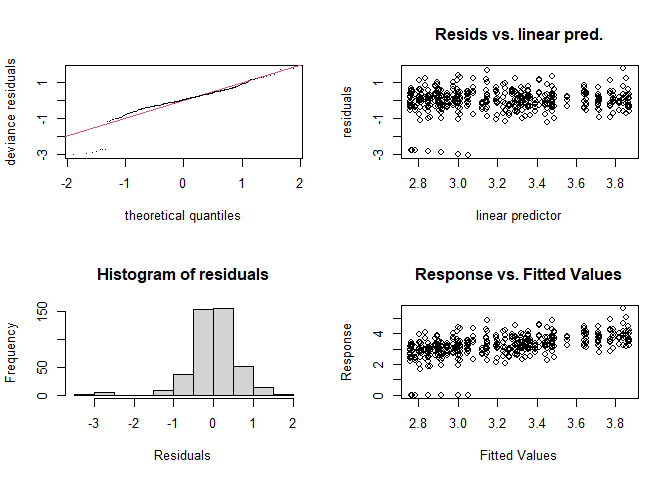 deviance residuals
1
-1
-3
-2 -1 0 1 2
theoretical quantiles
Resids vs. linear pred.
residuals
1
-1
-3
2.8 3.0 3.2 3.4 3.6 3.8
linear predictor
Histogram of residuals
Frequency
150
50
0
-3 -2 -1 0 1 2
Residuals
Response vs. Fitted Values
Response
4
2
0
2.8 3.0 3.2 3.4 3.6 3.8
Fitted Values